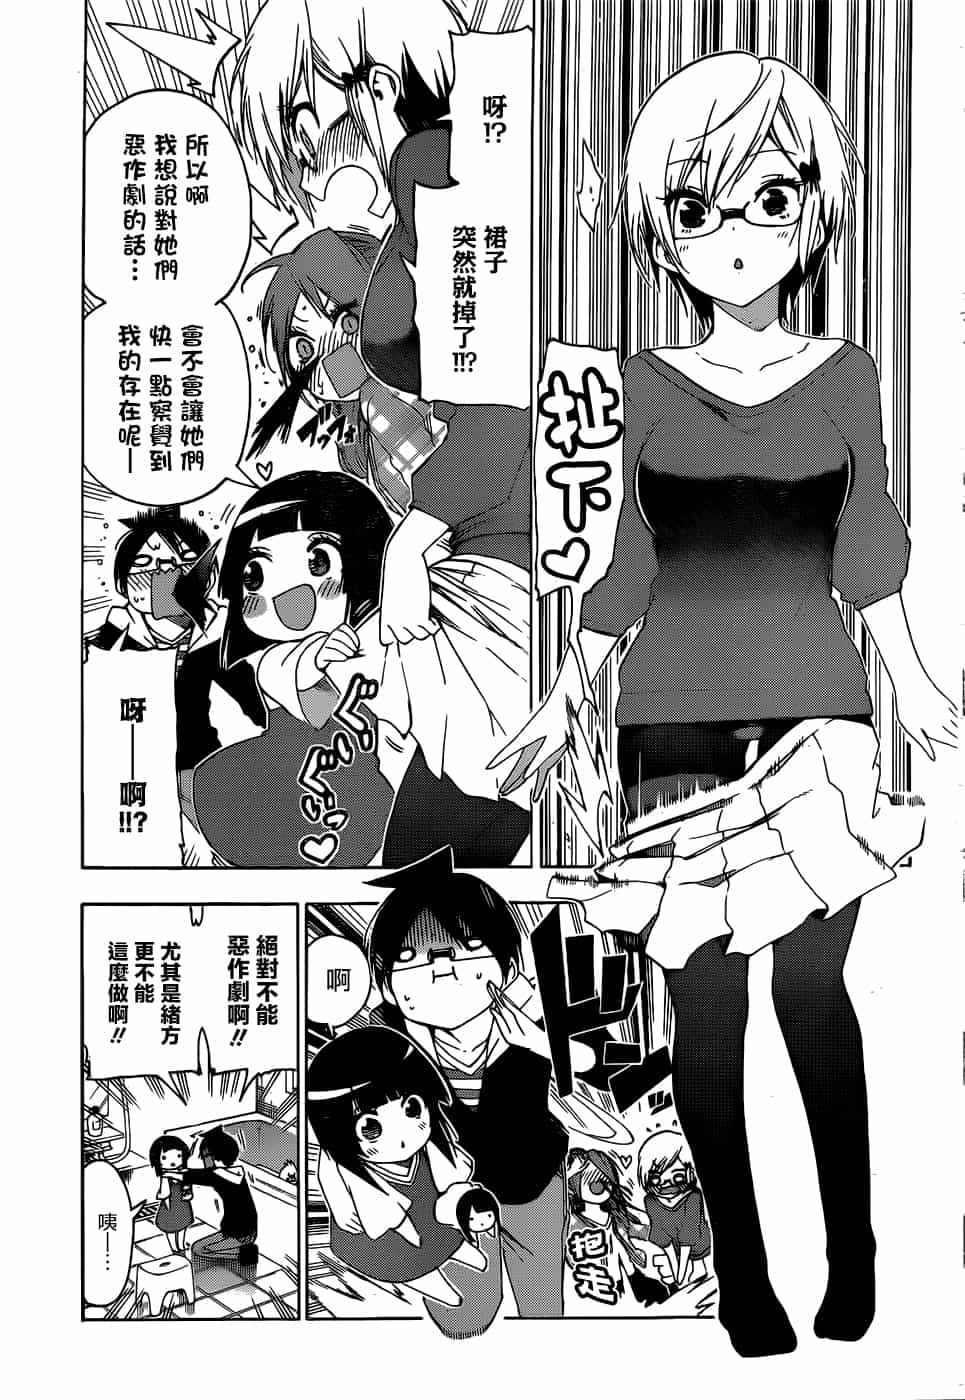 扯下
呀!?
裙子
突然就掉了!!?
所以啊
我想說對她們
惡作劇的話…
會不會讓她們
快一點察覺到
我的存在呢—
呀——啊!!?
啊
抱走
絕對不能
惡作劇啊!!
尤其是緒方
更不能
這麼做啊!!
咦—…